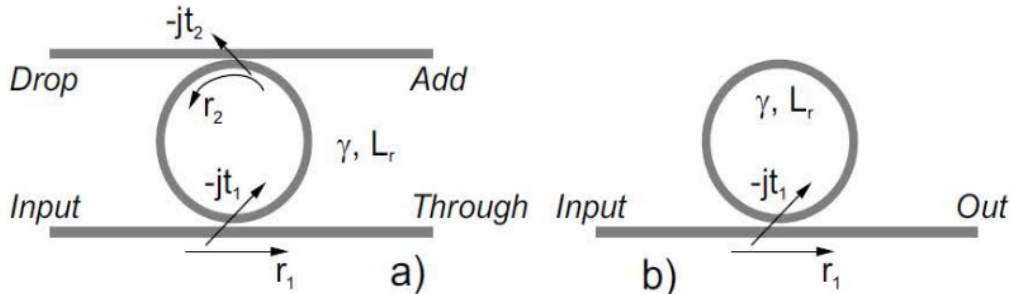 -jt₂
Drop Add
r₂
γ, Lᵣ γ, Lᵣ
-jt₁ -jt₁
Input Through Input Out
r₁ a) b) r₁